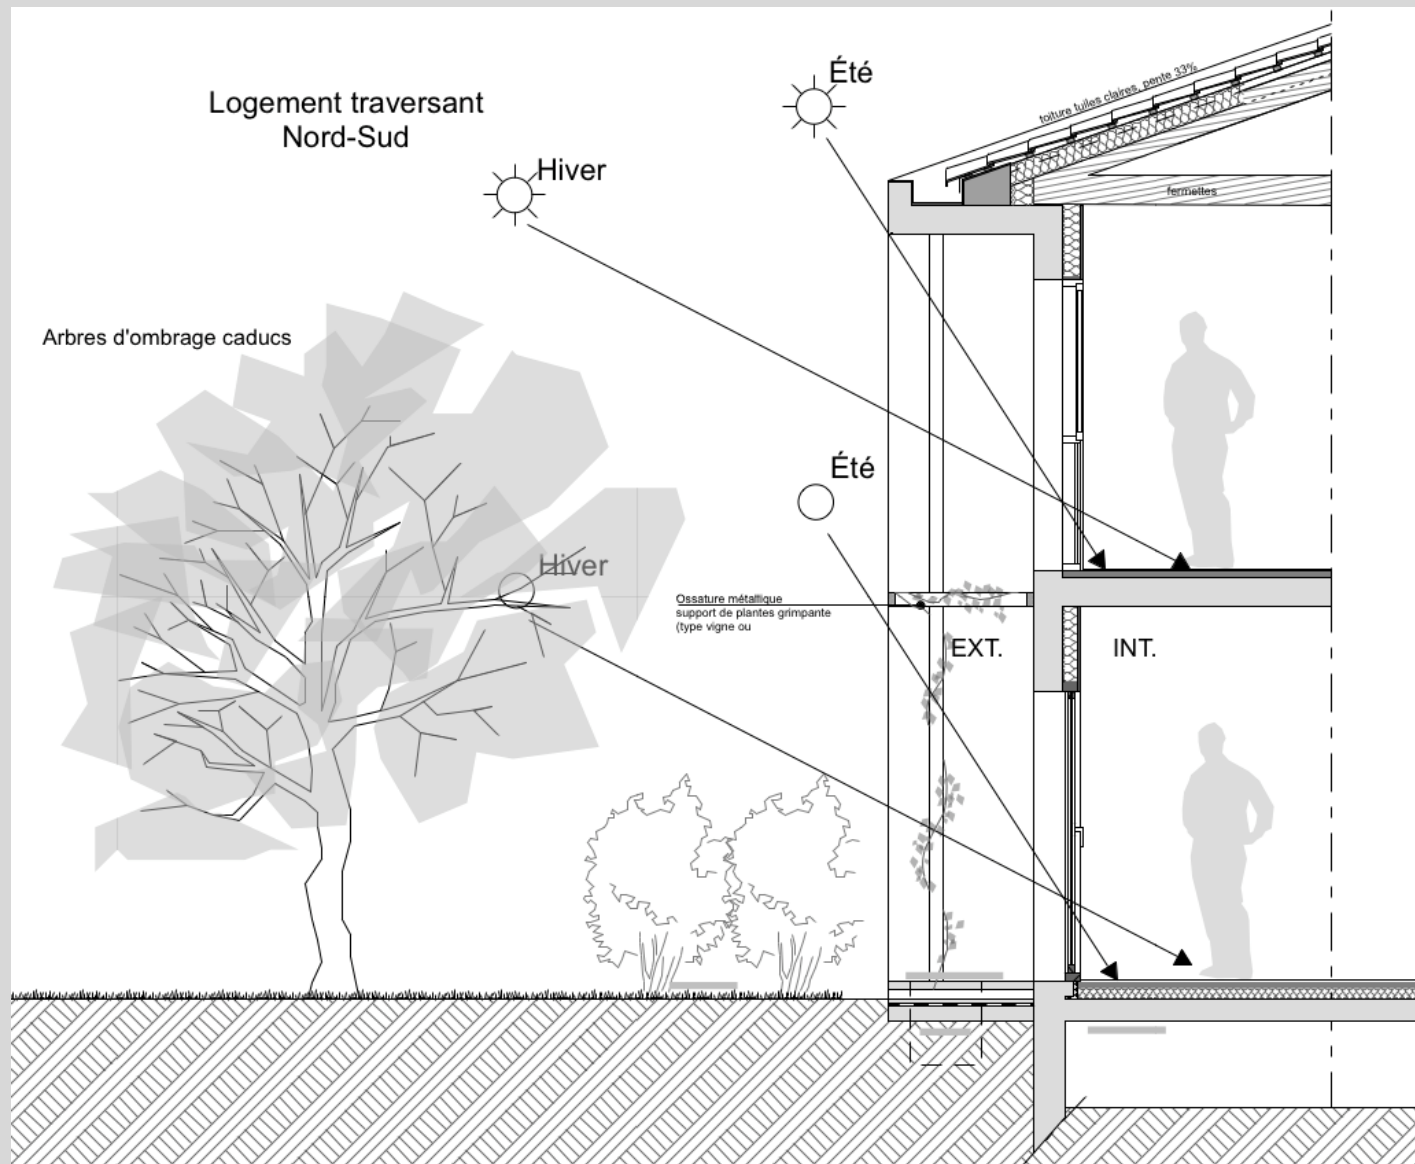 Été
toiture tuiles claires, pente 33%
Logement traversant
Nord-Sud
Hiver
fermettes
Arbres d'ombrage caducs
Été
Hiver
Ossature métallique
support de plantes grimpante
(type vigne ou
EXT.
INT.